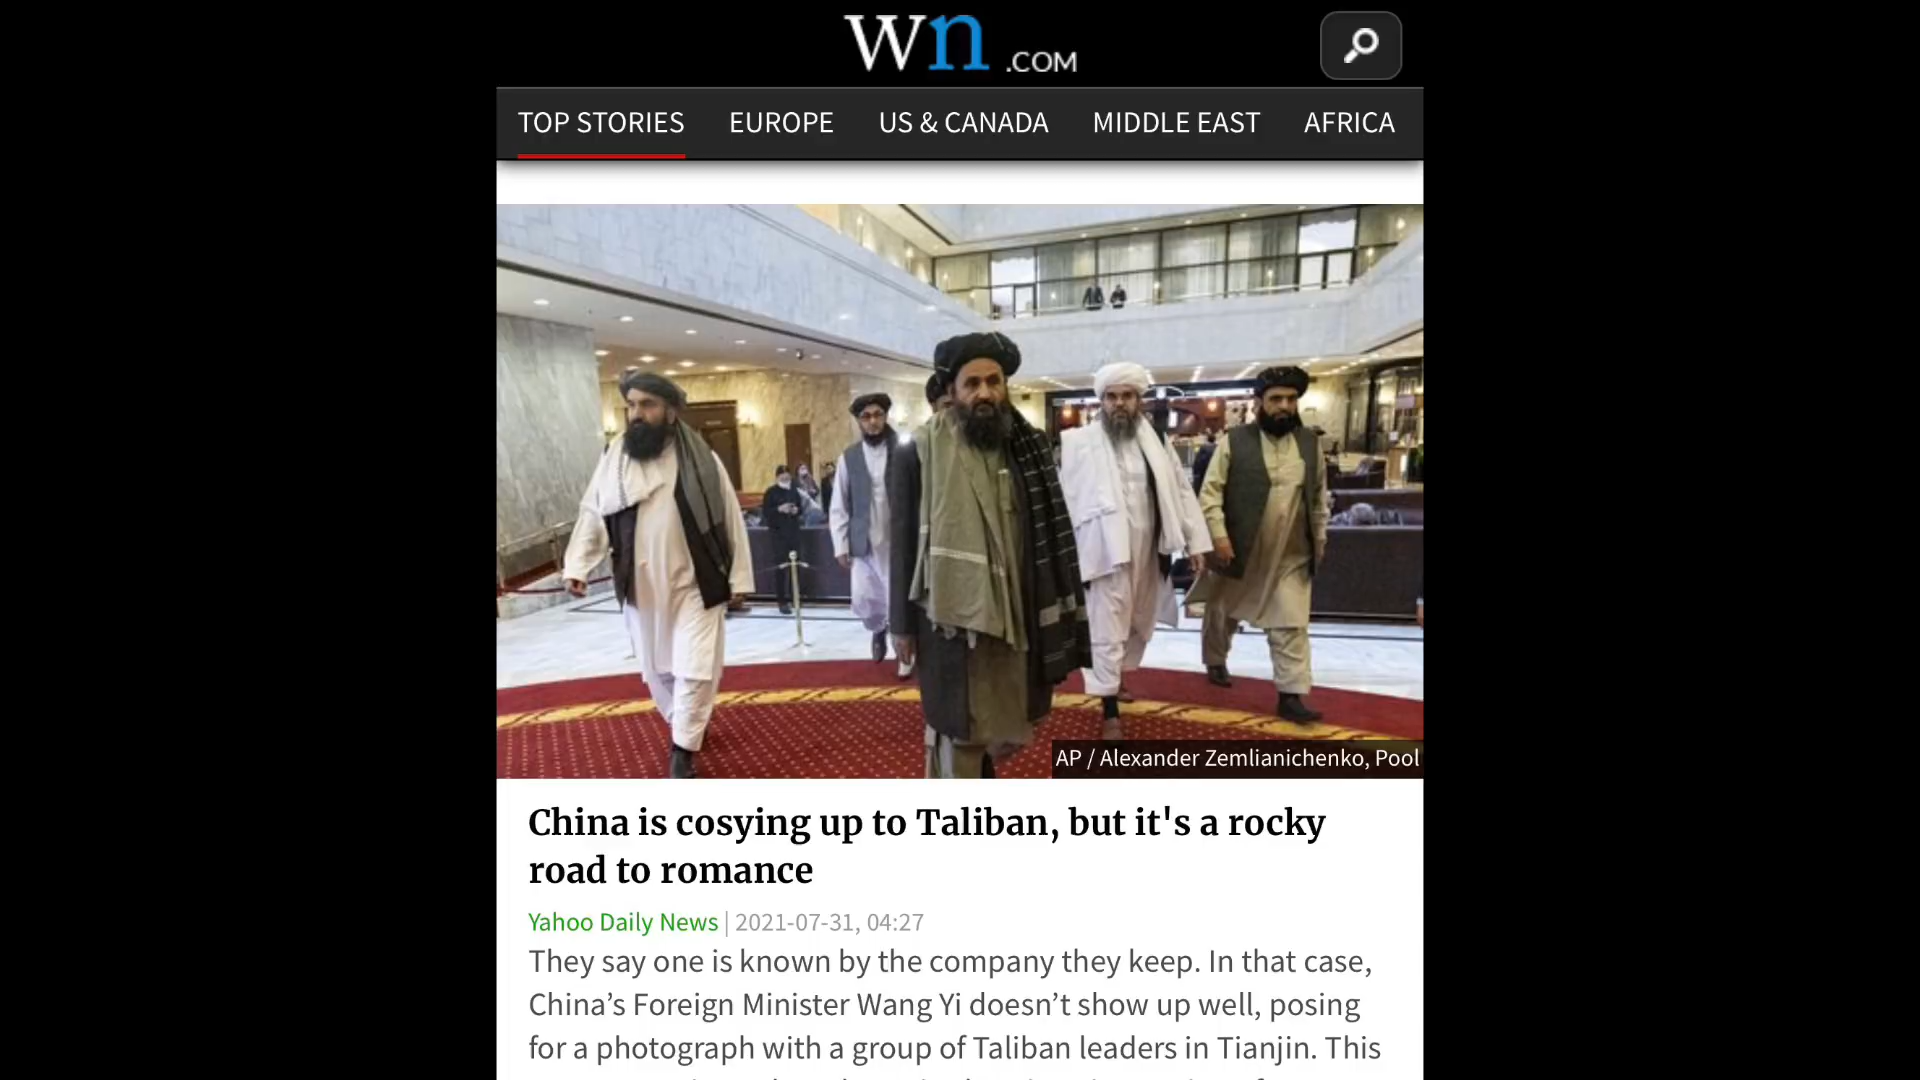 wn .COM
TOP STORIES EUROPE US & CANADA MIDDLE EAST AFRICA
AP / Alexander Zemlianichenko, Pool
China is cosying up to Taliban, but it's a rocky
road to romance
Yahoo Daily News | 2021-07-31, 04:27
They say one is known by the company they keep. In that case,
China’s Foreign Minister Wang Yi doesn’t show up well, posing
for a photograph with a group of Taliban leaders in Tianjin. This